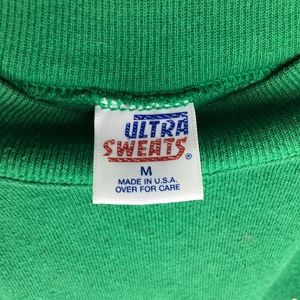 ULTRA
SWEATS®
M
MADE IN U.S.A.
OVER FOR CARE